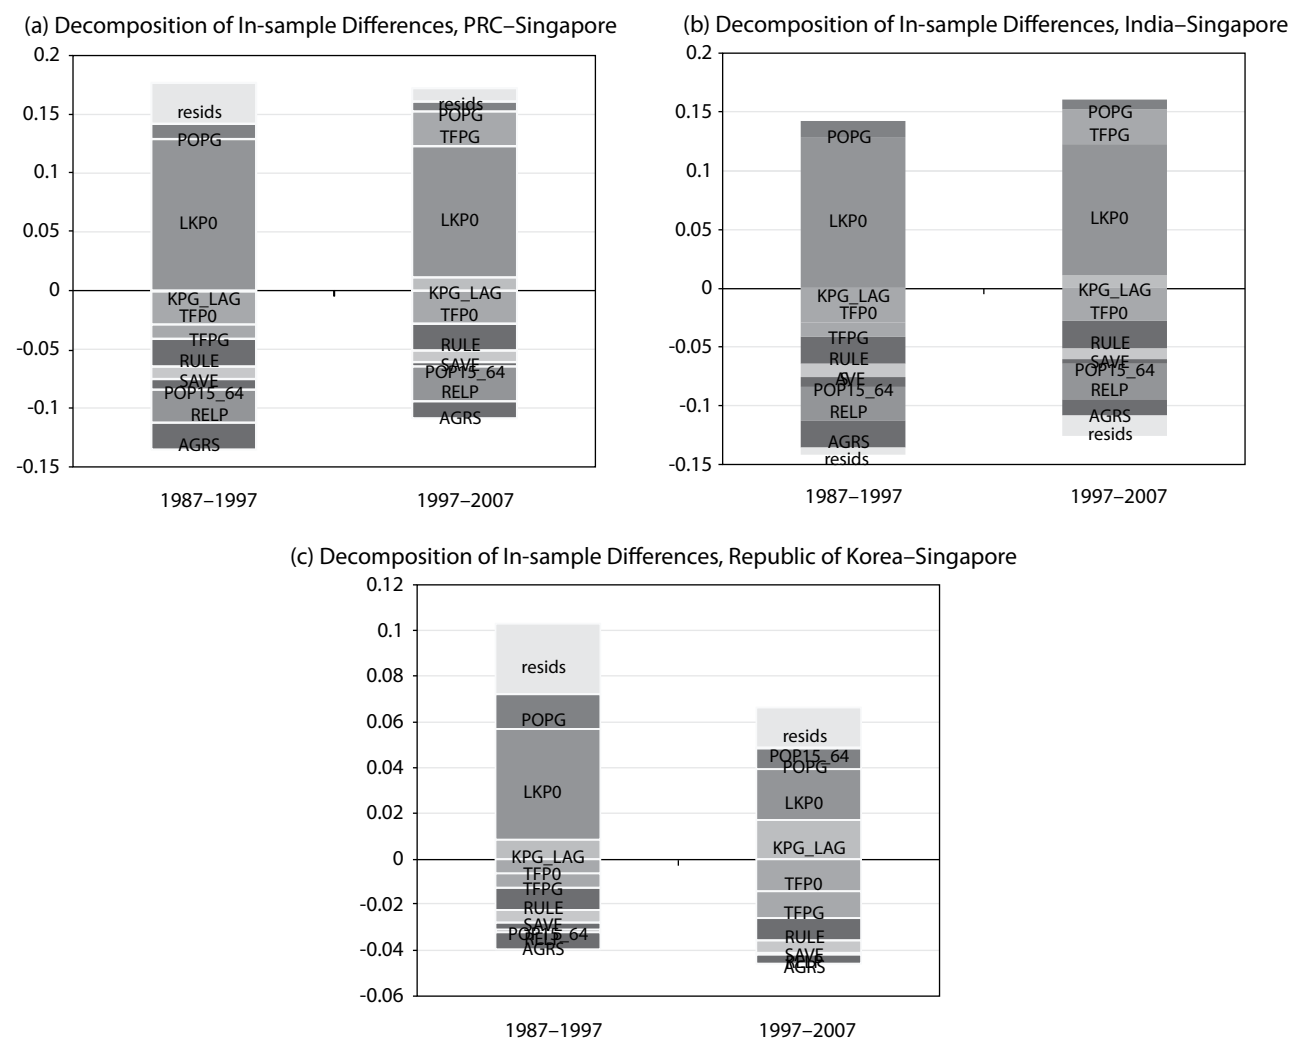 (a) Decomposition of In-sample Differences, PRC–Singapore
0.2
0.15
0.1
0.05
0
-0.05
-0.1
-0.15
resids
POPG
LKP0
KPG_LAG
TFP0
TFPG
RULE
SAVE
POP15_64
RELP
AGRS
resids
POPG
TFPG
LKP0
KPG_LAG
TFP0
RULE
SAVE
POP15_64
RELP
AGRS
1987–1997
1997–2007
(b) Decomposition of In-sample Differences, India–Singapore
0.2
0.15
0.1
0.05
0
-0.05
-0.1
-0.15
POPG
LKP0
KPG_LAG
TFP0
TFPG
RULE
SAVE
POP15_64
RELP
AGRS
resids
POPG
TFPG
LKP0
KPG_LAG
TFP0
RULE
SAVE
POP15_64
RELP
AGRS
resids
1987–1997
1997–2007
(c) Decomposition of In-sample Differences, Republic of Korea–Singapore
0.12
0.1
0.08
0.06
0.04
0.02
0
-0.02
-0.04
-0.06
resids
POPG
LKP0
KPG_LAG
TFP0
TFPG
RULE
SAVE
POP15_64
RELP
AGRS
resids
POP15_64
POPG
LKP0
KPG_LAG
TFP0
TFPG
RULE
SAVE
RELP
AGRS
1987–1997
1997–2007